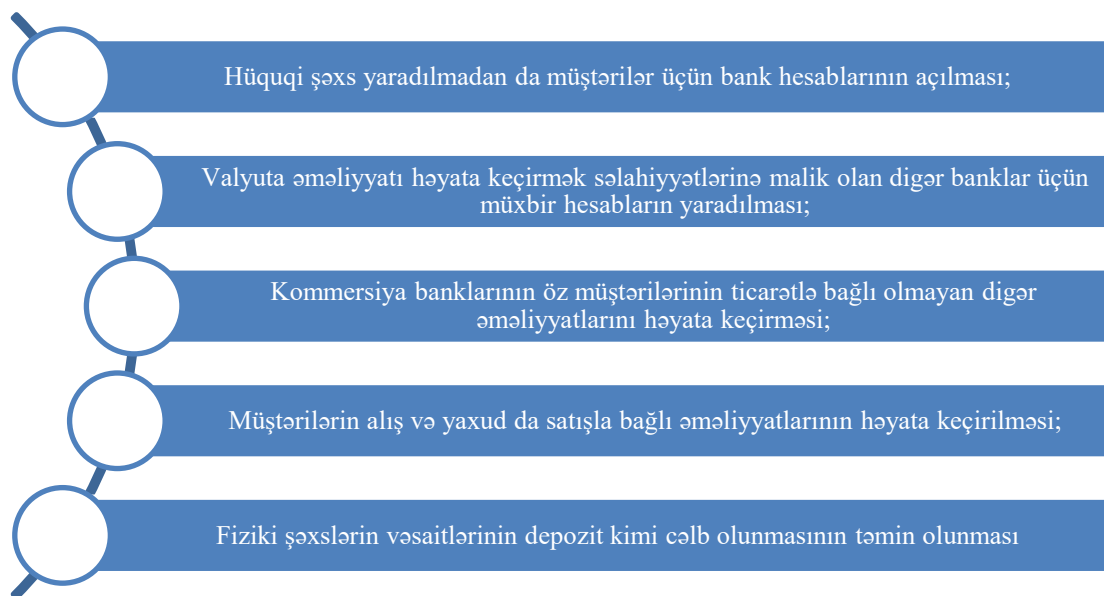 Hüquqi şəxs yaradılmadan da müştərilər üçün bank hesablarının açılması;
Valyuta əməliyyatı həyata keçirmək səlahiyyətlərinə malik olan digər banklar üçün
müxbir hesabların yaradılması;
Kommersiya banklarının öz müştərilərinin ticarətlə bağlı olmayan digər
əməliyyatlarını həyata keçirməsi;
Müştərilərin alış və yaxud da satışla bağlı əməliyyatlarının həyata keçirilməsi;
Fiziki şəxslərin vəsaitlərinin depozit kimi cəlb olunmasının təmin olunması